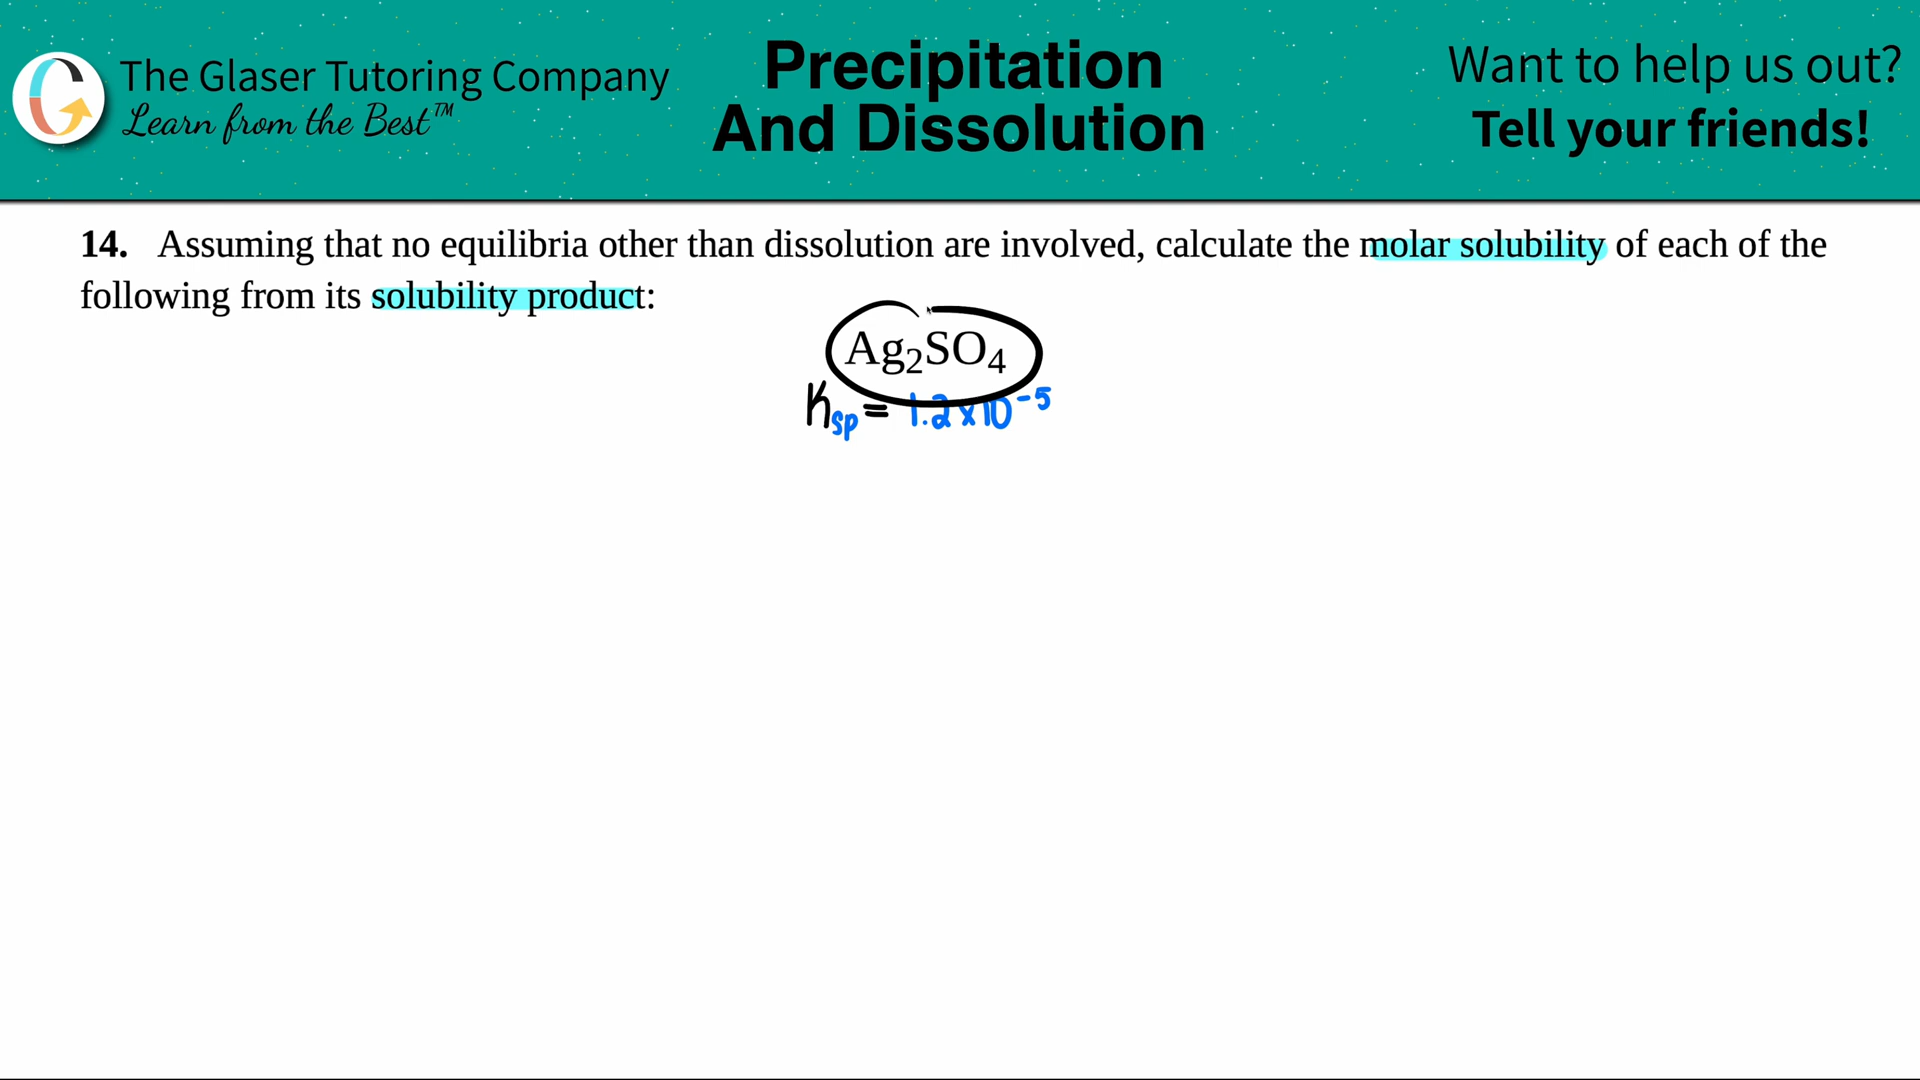 The Glaser Tutoring Company
Learn from the Best™
Precipitation
And Dissolution
Want to help us out?
Tell your friends!
14. Assuming that no equilibria other than dissolution are involved, calculate the molar solubility of each of the
following from its solubility product:
Ag₂SO₄
Ksp = 1.2 x 10⁻⁵